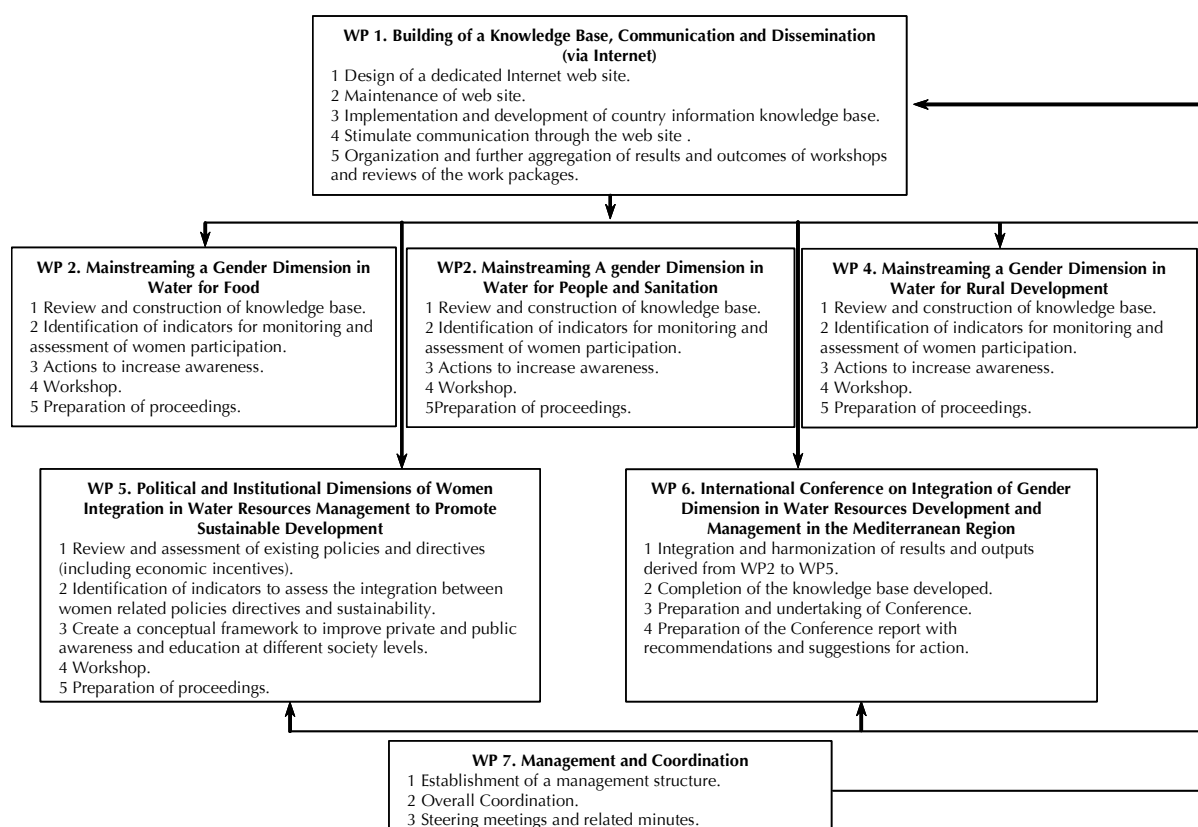 WP 1. Building of a Knowledge Base, Communication and Dissemination
(via Internet)
1 Design of a dedicated Internet web site.
2 Maintenance of web site.
3 Implementation and development of country information knowledge base.
4 Stimulate communication through the web site .
5 Organization and further aggregation of results and outcomes of workshops
and reviews of the work packages.
WP 2. Mainstreaming a Gender Dimension in
Water for Food
1 Review and construction of knowledge base.
2 Identification of indicators for monitoring and
assessment of women participation.
3 Actions to increase awareness.
4 Workshop.
5 Preparation of proceedings.
WP2. Mainstreaming A gender Dimension in
Water for People and Sanitation
1 Review and construction of knowledge base.
2 Identification of indicators for monitoring and
assessment of women participation.
3 Actions to increase awareness.
4 Workshop.
5Preparation of proceedings.
WP 4. Mainstreaming a Gender Dimension in
Water for Rural Development
1 Review and construction of knowledge base.
2 Identification of indicators for monitoring and
assessment of women participation.
3 Actions to increase awareness.
4 Workshop.
5 Preparation of proceedings.
WP 5. Political and Institutional Dimensions of Women
Integration in Water Resources Management to Promote
Sustainable Development
1 Review and assessment of existing policies and directives
(including economic incentives).
2 Identification of indicators to assess the integration between
women related policies directives and sustainability.
3 Create a conceptual framework to improve private and public
awareness and education at different society levels.
4 Workshop.
5 Preparation of proceedings.
WP 6. International Conference on Integration of Gender
Dimension in Water Resources Development and
Management in the Mediterranean Region
1 Integration and harmonization of results and outputs
derived from WP2 to WP5.
2 Completion of the knowledge base developed.
3 Preparation and undertaking of Conference.
4 Preparation of the Conference report with
recommendations and suggestions for action.
WP 7. Management and Coordination
1 Establishment of a management structure.
2 Overall Coordination.
3 Steering meetings and related minutes.